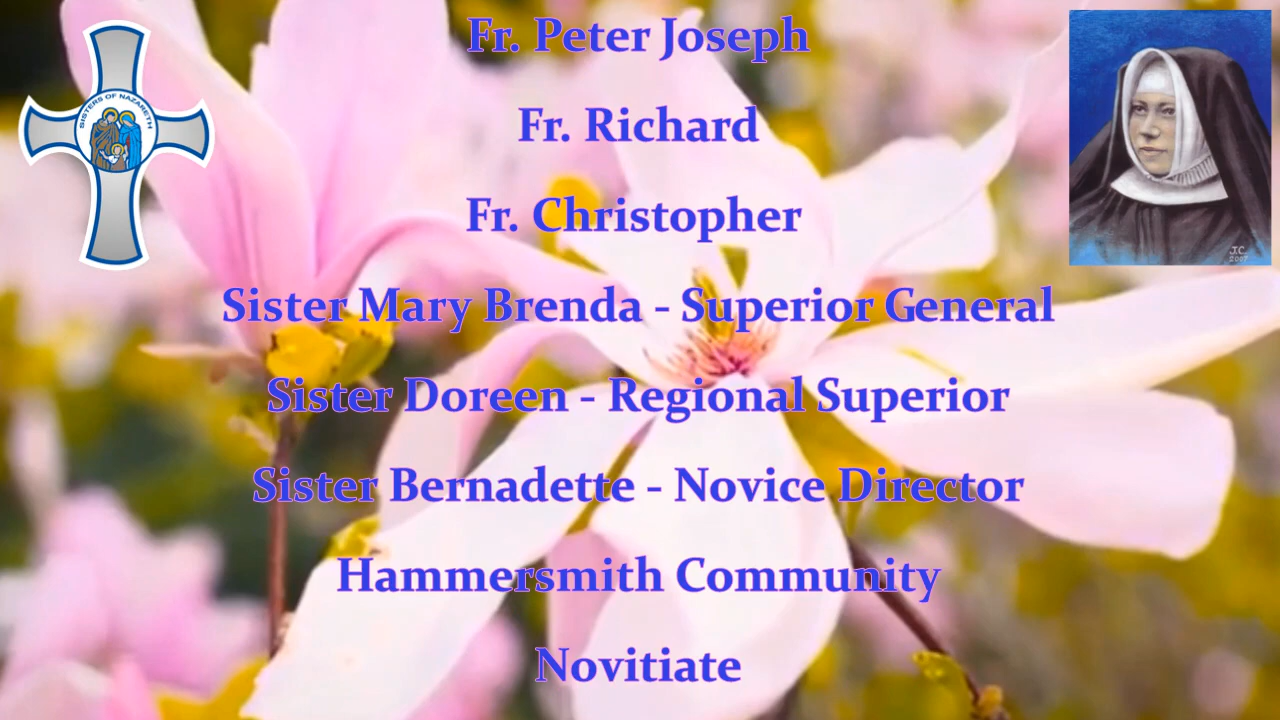 SISTERS OF NAZARETH
Fr. Peter Joseph
Fr. Richard
Fr. Christopher
Sister Mary Brenda - Superior General
Sister Doreen - Regional Superior
Sister Bernadette - Novice Director
Hammersmith Community
Novitiate
J.C.
2007